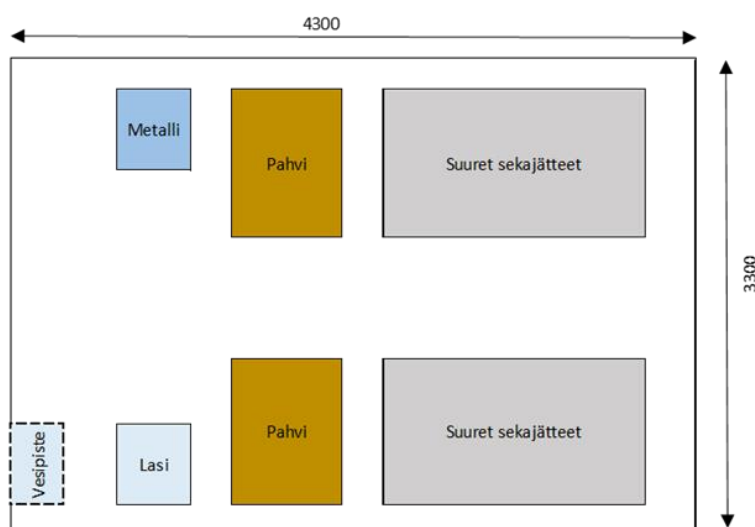 4300
Metalli
Pahvi
Suuret sekajätteet
3300
Pahvi
Suuret sekajätteet
Vesipiste
Lasi